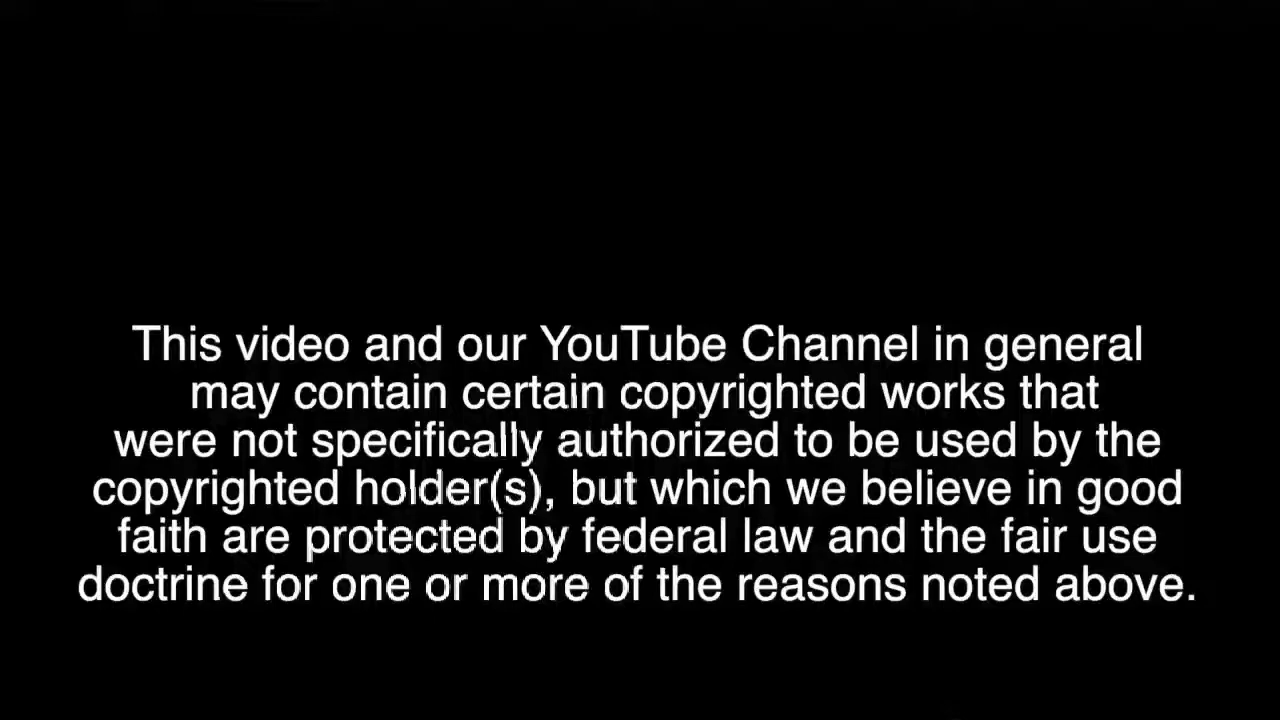 This video and our YouTube Channel in general
may contain certain copyrighted works that
were not specifically authorized to be used by the
copyrighted holder(s), but which we believe in good
faith are protected by federal law and the fair use
doctrine for one or more of the reasons noted above.